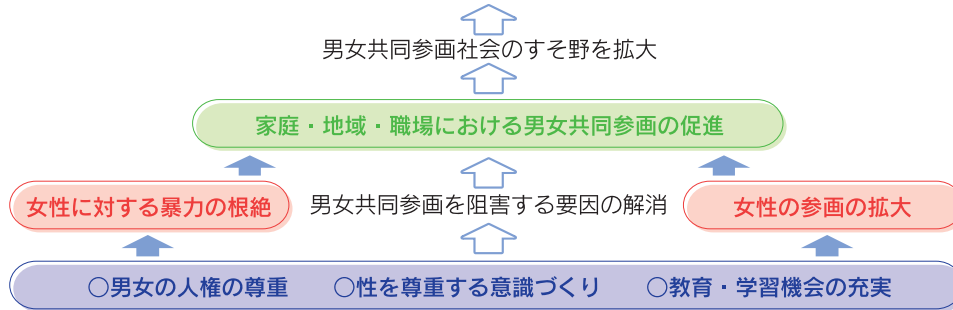 男女共同参画社会のすそ野を拡大
家庭・地域・職場における男女共同参画の促進
女性に対する暴力の根絶
男女共同参画を阻害する要因の解消
女性の参画の拡大
○男女の人権の尊重 ○性を尊重する意識づくり ○教育・学習機会の充実